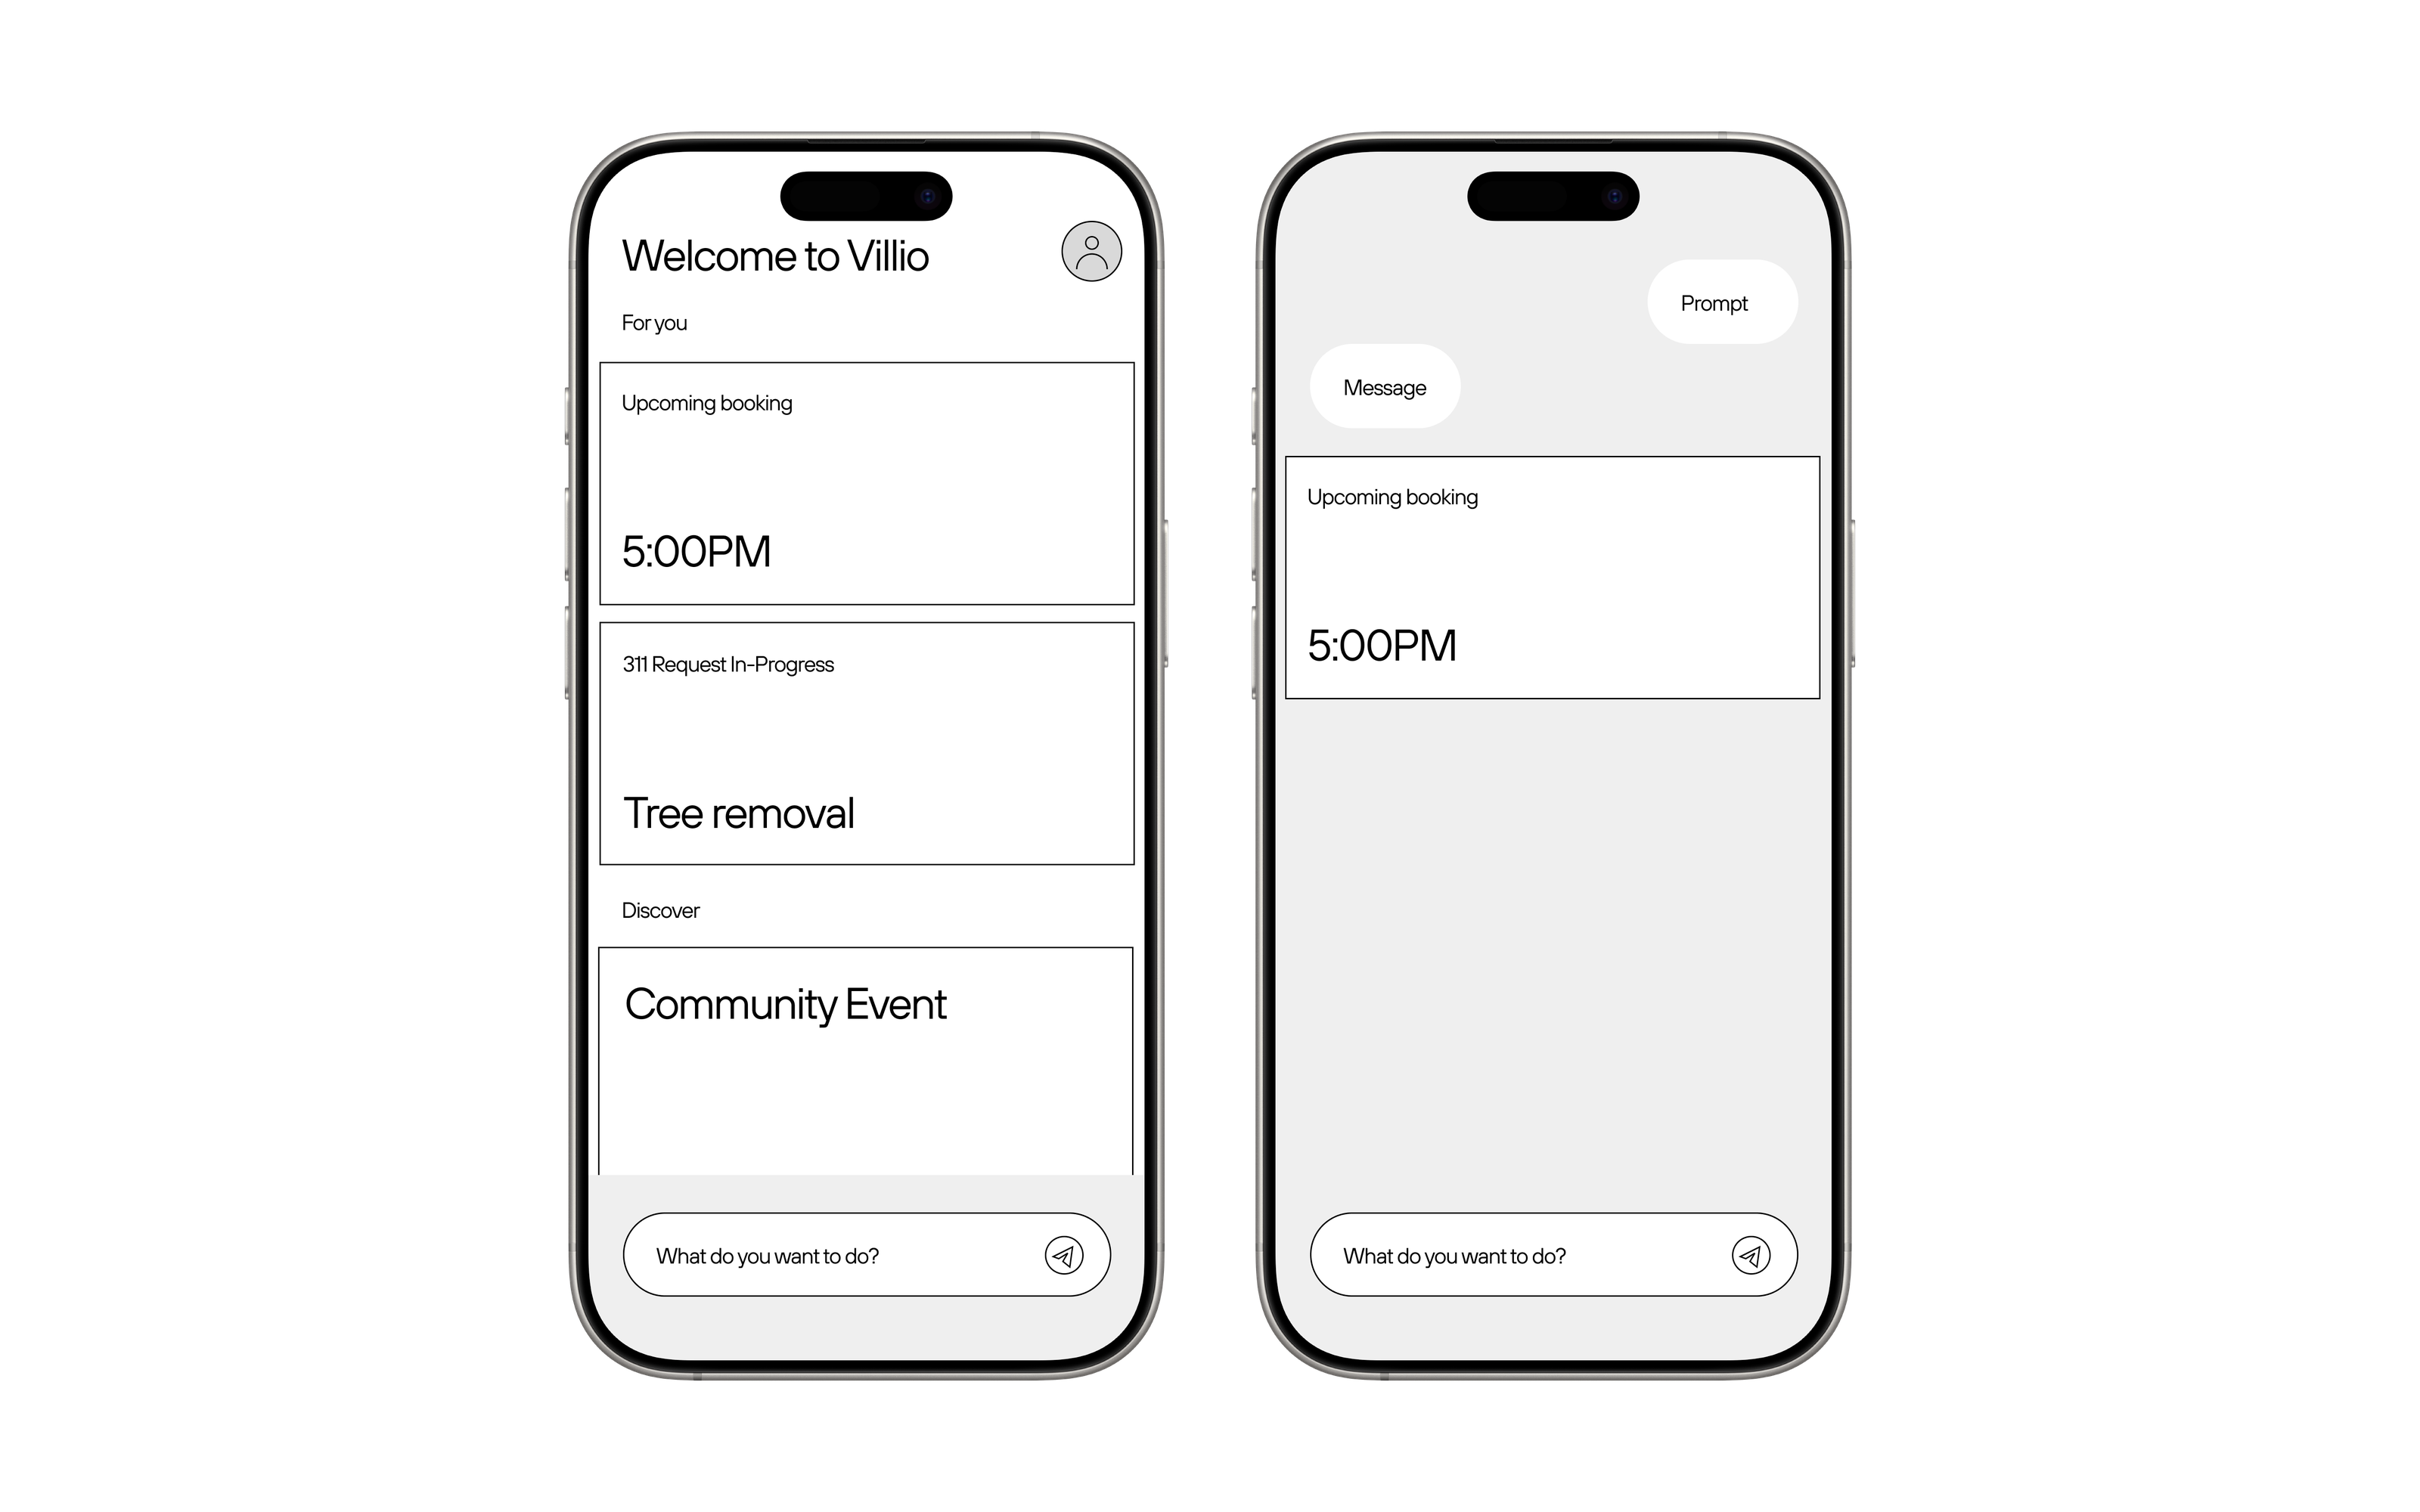 Welcome to Villio
For you
Upcoming booking
5:00PM
311 Request In-Progress
Tree removal
Discover
Community Event
What do you want to do?
Prompt
Message
Upcoming booking
5:00PM
What do you want to do?